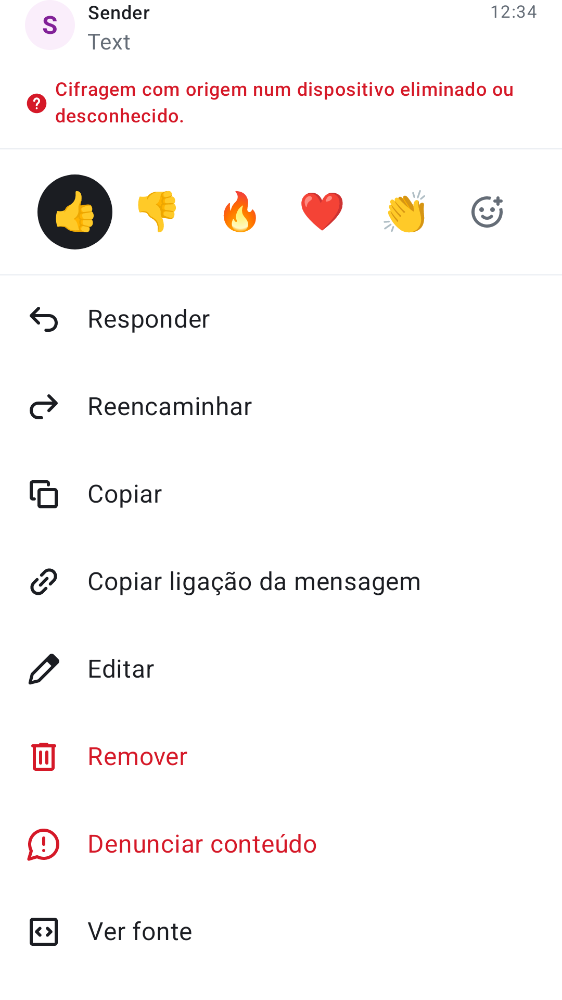 S
Sender
12:34
Text
Cifragem com origem num dispositivo eliminado ou
desconhecido.
Responder
Reencaminhar
Copiar
Copiar ligação da mensagem
Editar
Remover
Denunciar conteúdo
Ver fonte